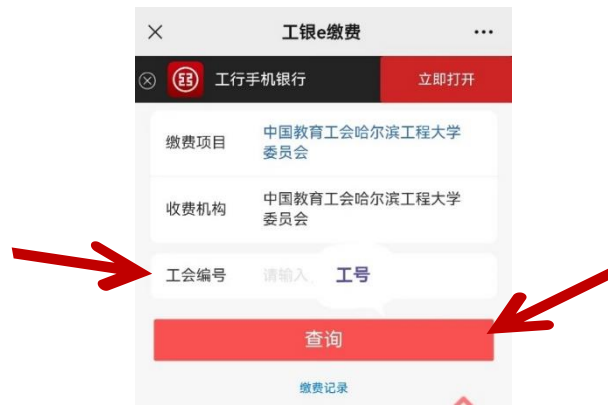 工银e缴费
工行手机银行
立即打开
缴费项目
中国教育工会哈尔滨工程大学
委员会
收费机构
中国教育工会哈尔滨工程大学
委员会
工会编号
请输入
工号
查询
缴费记录